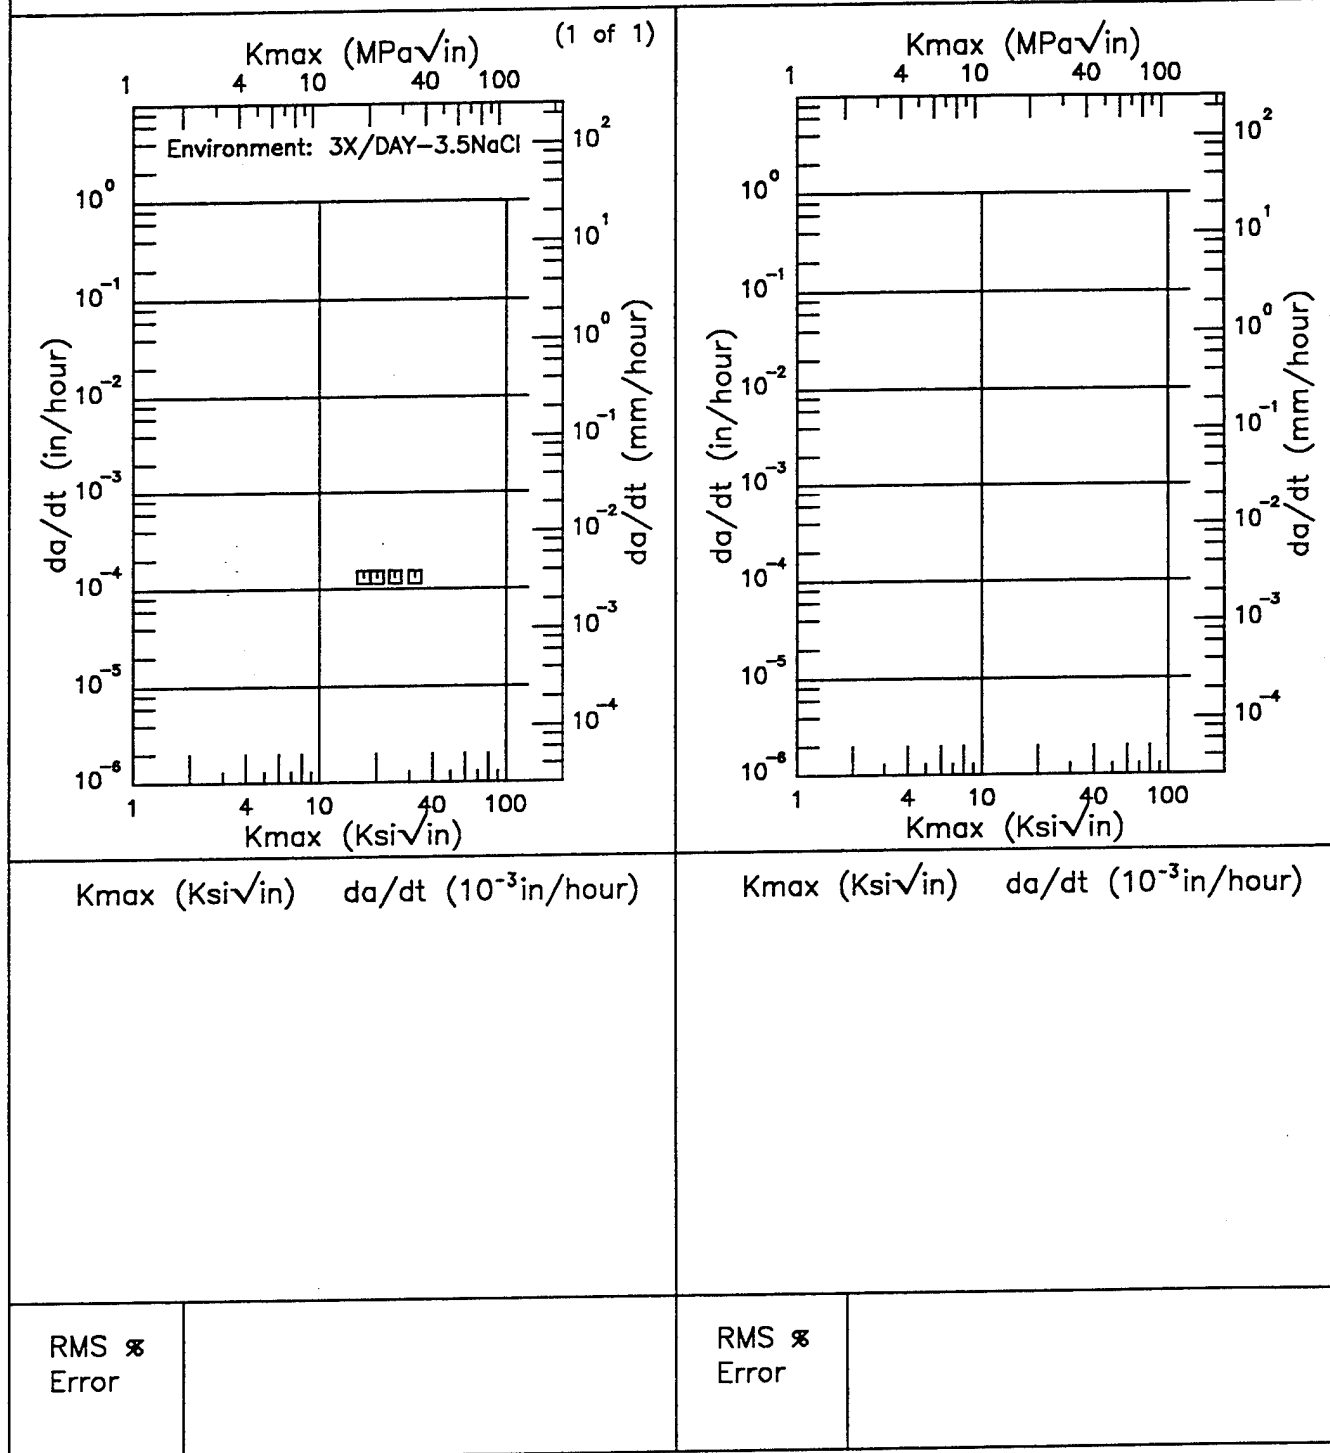 (1 of 1)
Kmax (MPa√in)
1 4 10 40 100
Environment: 3X/DAY-3.5NaCl
10² 
10⁰
10¹
10⁻¹
10⁰
10⁻²
10⁻¹
10⁻³
10⁻²
10⁻⁴
10⁻³
10⁻⁵
10⁻⁴
10⁻⁶
da/dt (in/hour)
da/dt (mm/hour)
1 4 10 40 100
Kmax (Ksi√in)
Kmax (MPa√in)
1 4 10 40 100
10²
10⁰
10¹
10⁻¹
10⁰
10⁻²
10⁻¹
10⁻³
10⁻²
10⁻⁴
10⁻³
10⁻⁵
10⁻⁴
10⁻⁶
da/dt (in/hour)
da/dt (mm/hour)
1 4 10 40 100
Kmax (Ksi√in)
Kmax (Ksi√in) da/dt (10⁻³in/hour)
Kmax (Ksi√in) da/dt (10⁻³in/hour)
RMS %
Error
RMS %
Error